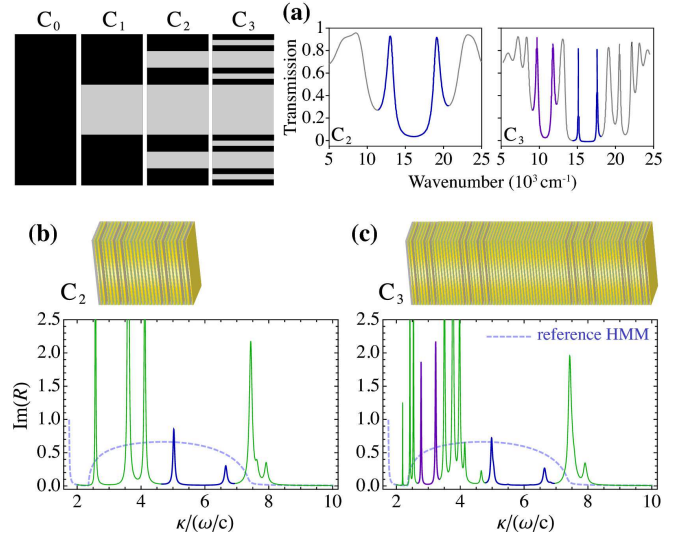 C0 C1 C2 C3
(a)
Transmission
1
0.8
0.6
0.4
0.2
0
C2
C3
5 15 25
5 10 15 20 25
Wavenumber (10³ cm⁻¹)
(b)
C2
(c)
C3
Im(R)
2.5
2.0
1.5
1.0
0.5
0.0
2 4 6 8 10
κ/(ω/c)
2.5
2.0
1.5
1.0
0.5
0.0
reference HMM
2 4 6 8 10
κ/(ω/c)